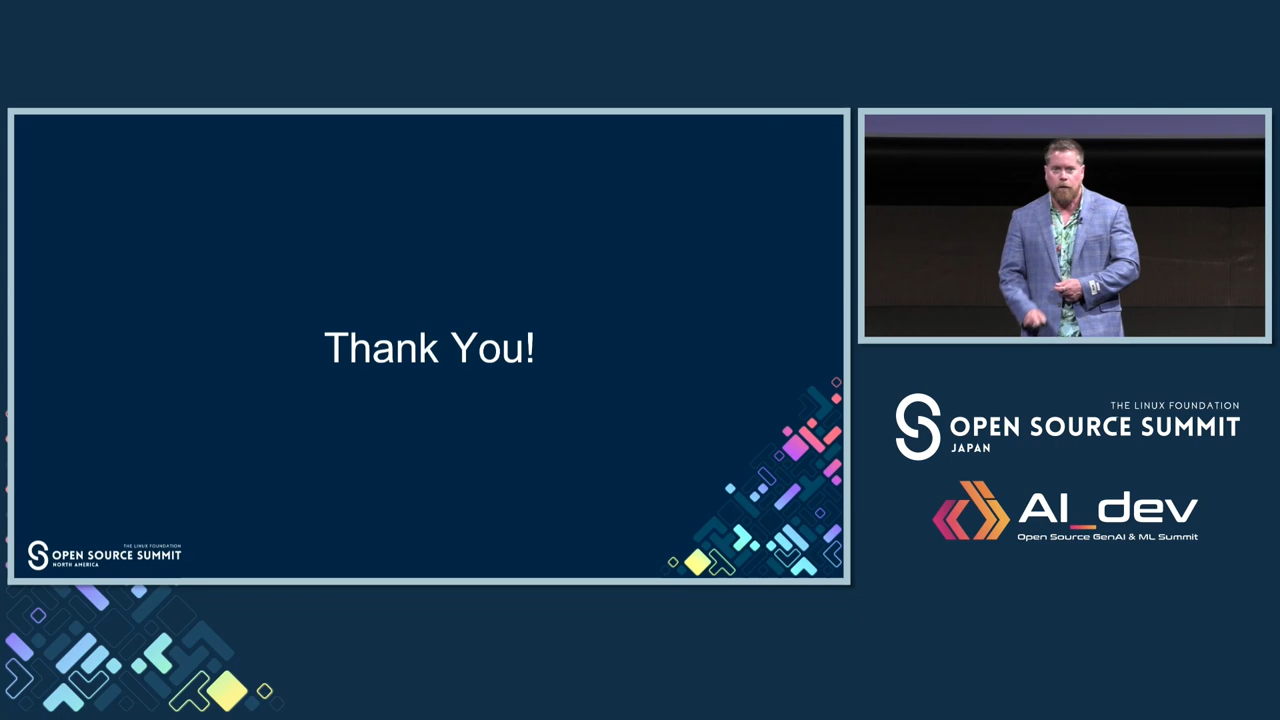 Thank You!
THE LINUX FOUNDATION
OPEN SOURCE SUMMIT
NORTH AMERICA
THE LINUX FOUNDATION
OPEN SOURCE SUMMIT
JAPAN
AI_dev
Open Source GenAI & ML Summit